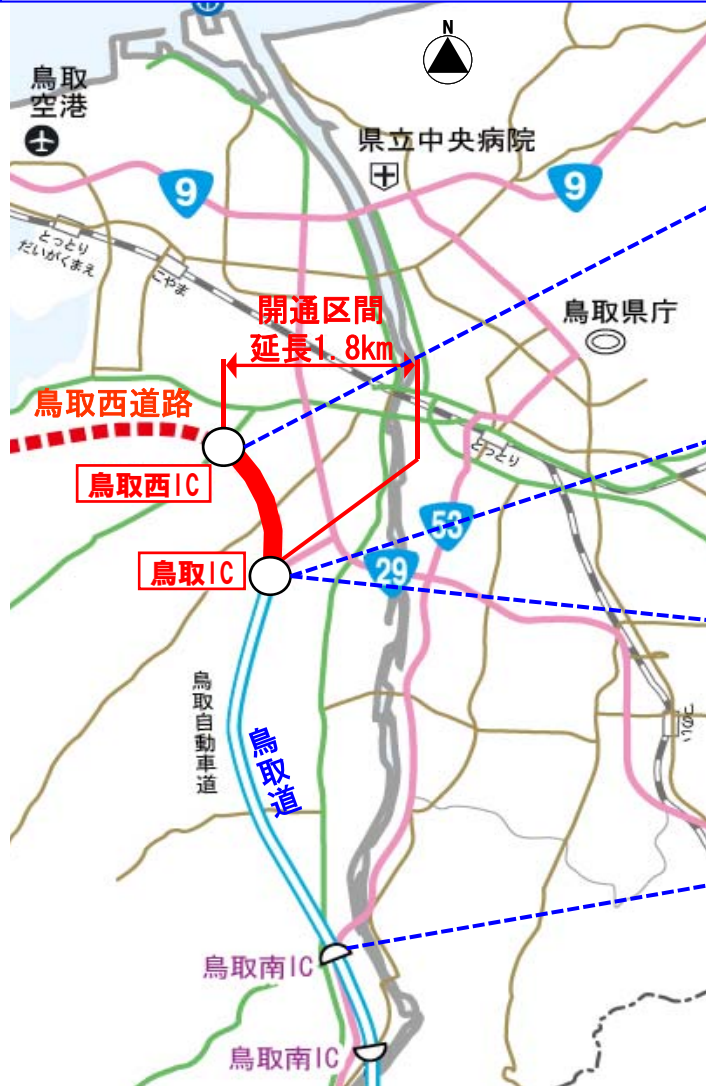 N
鳥取
空港
県立中央病院
9
9
とっとり
だいがくまえ
こやま
開通区間
延長1.8km
鳥取県庁
鳥取西道路
とっとり
鳥取西IC
53
鳥取IC
29
鳥取自動車道
鳥取道
鳥取南IC
鳥取南IC